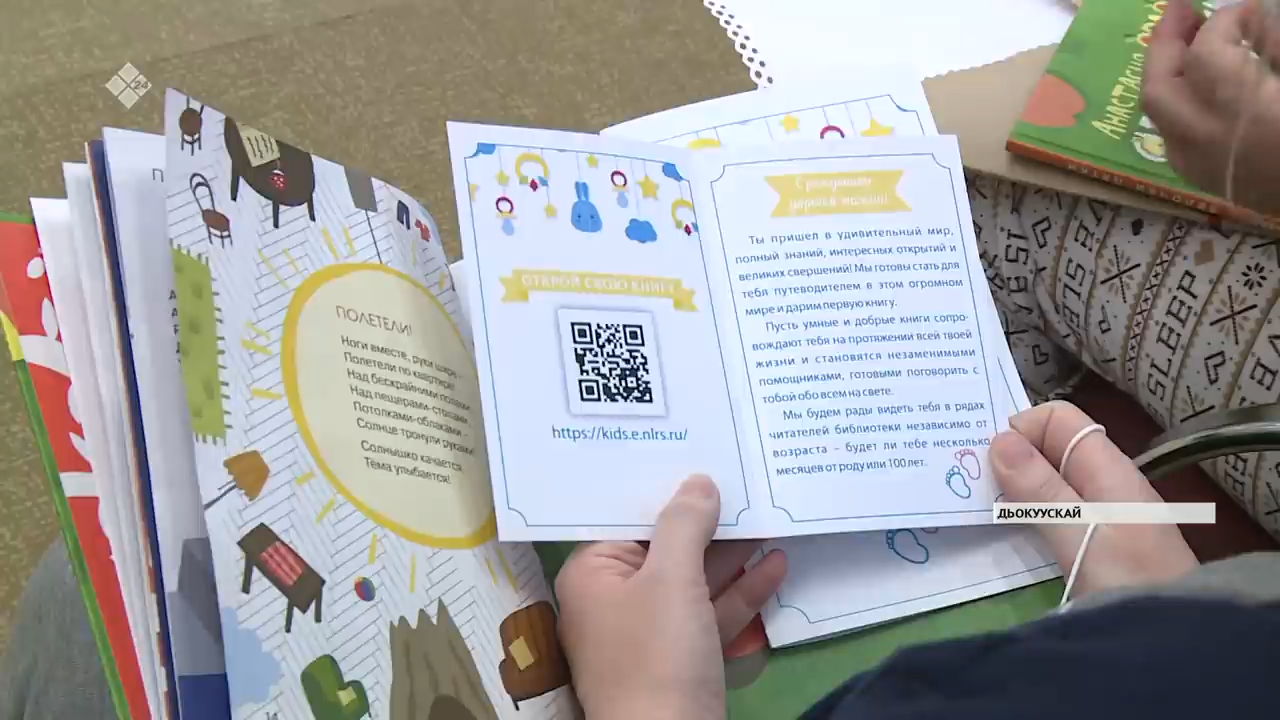 24
ПОЛЕТЕЛИ!
Ноги вместе, руки шире –
Полетели по квартире!
Над бескрайними полами
Над пещерами-столами,
Потолками-облаками –
Солнце тронули руками
Солнышко качается,
Тёма улыбается!
ОТКРОЙ СВОЮ КНИГУ
https://kids.e.nlrs.ru/
С рождением,
дорогой малыш!
Ты пришел в удивительный мир,
полный знаний, интересных открытий и
великих свершений! Мы готовы стать для
тебя путеводителем в этом огромном
мире и дарим первую книгу.
Пусть умные и добрые книги сопро-
вождают тебя на протяжении всей твоей
жизни и становятся незаменимыми
помощниками, готовыми поговорить с
тобой обо всем на свете.
Мы будем рады видеть тебя в рядах
читателей библиотеки независимо от
возраста – будет ли тебе несколько
месяцев от роду или 100 лет.
АНАСТАСИЯ
SLEEP
ДЬОКУУСКАЙ